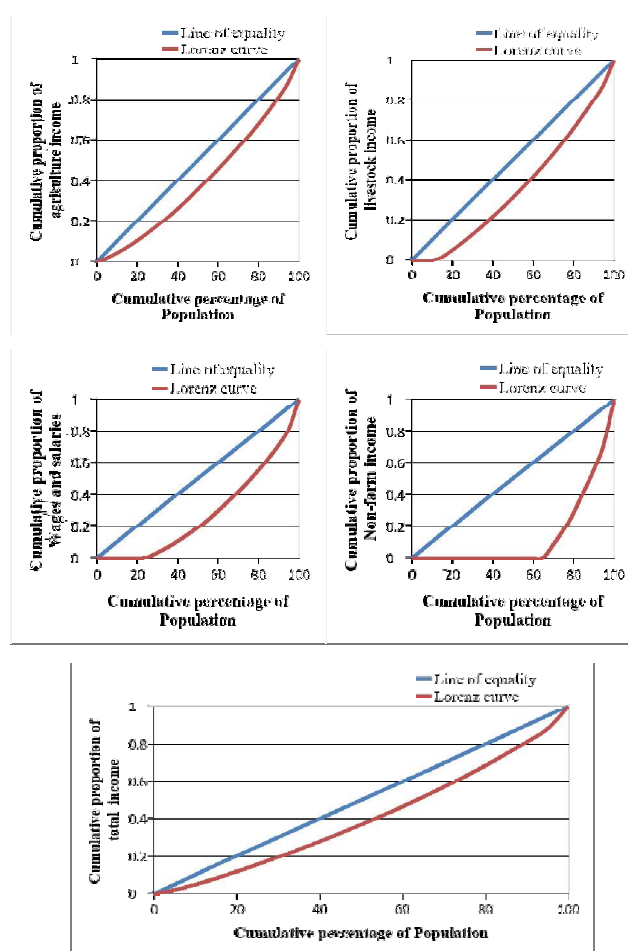 Line of equality
Lorenz curve
Cumulative proportion of
agriculture income
1
0.8
0.6
0.4
0.2
0
0 20 40 60 80 100
Cumulative percentage of
Population
Line of equality
Lorenz curve
Cumulative proportion of
livestock income
1
0.8
0.6
0.4
0.2
0
0 20 40 60 80 100
Cumulative percentage of
Population
Line of equality
Lorenz curve
Cumulative proportion of
Wages and salaries
1
0.8
0.6
0.4
0.2
0
0 20 40 60 80 100
Cumulative percentage of
Population
Line of equality
Lorenz curve
Cumulative proportion of
Non-farm income
1
0.8
0.6
0.4
0.2
0
0 20 40 60 80 100
Cumulative percentage of
Population
Line of equality
Lorenz curve
Cumulative proportion of
total income
1
0.8
0.6
0.4
0.2
0
0 20 40 60 80 100
Cumulative percentage of Population